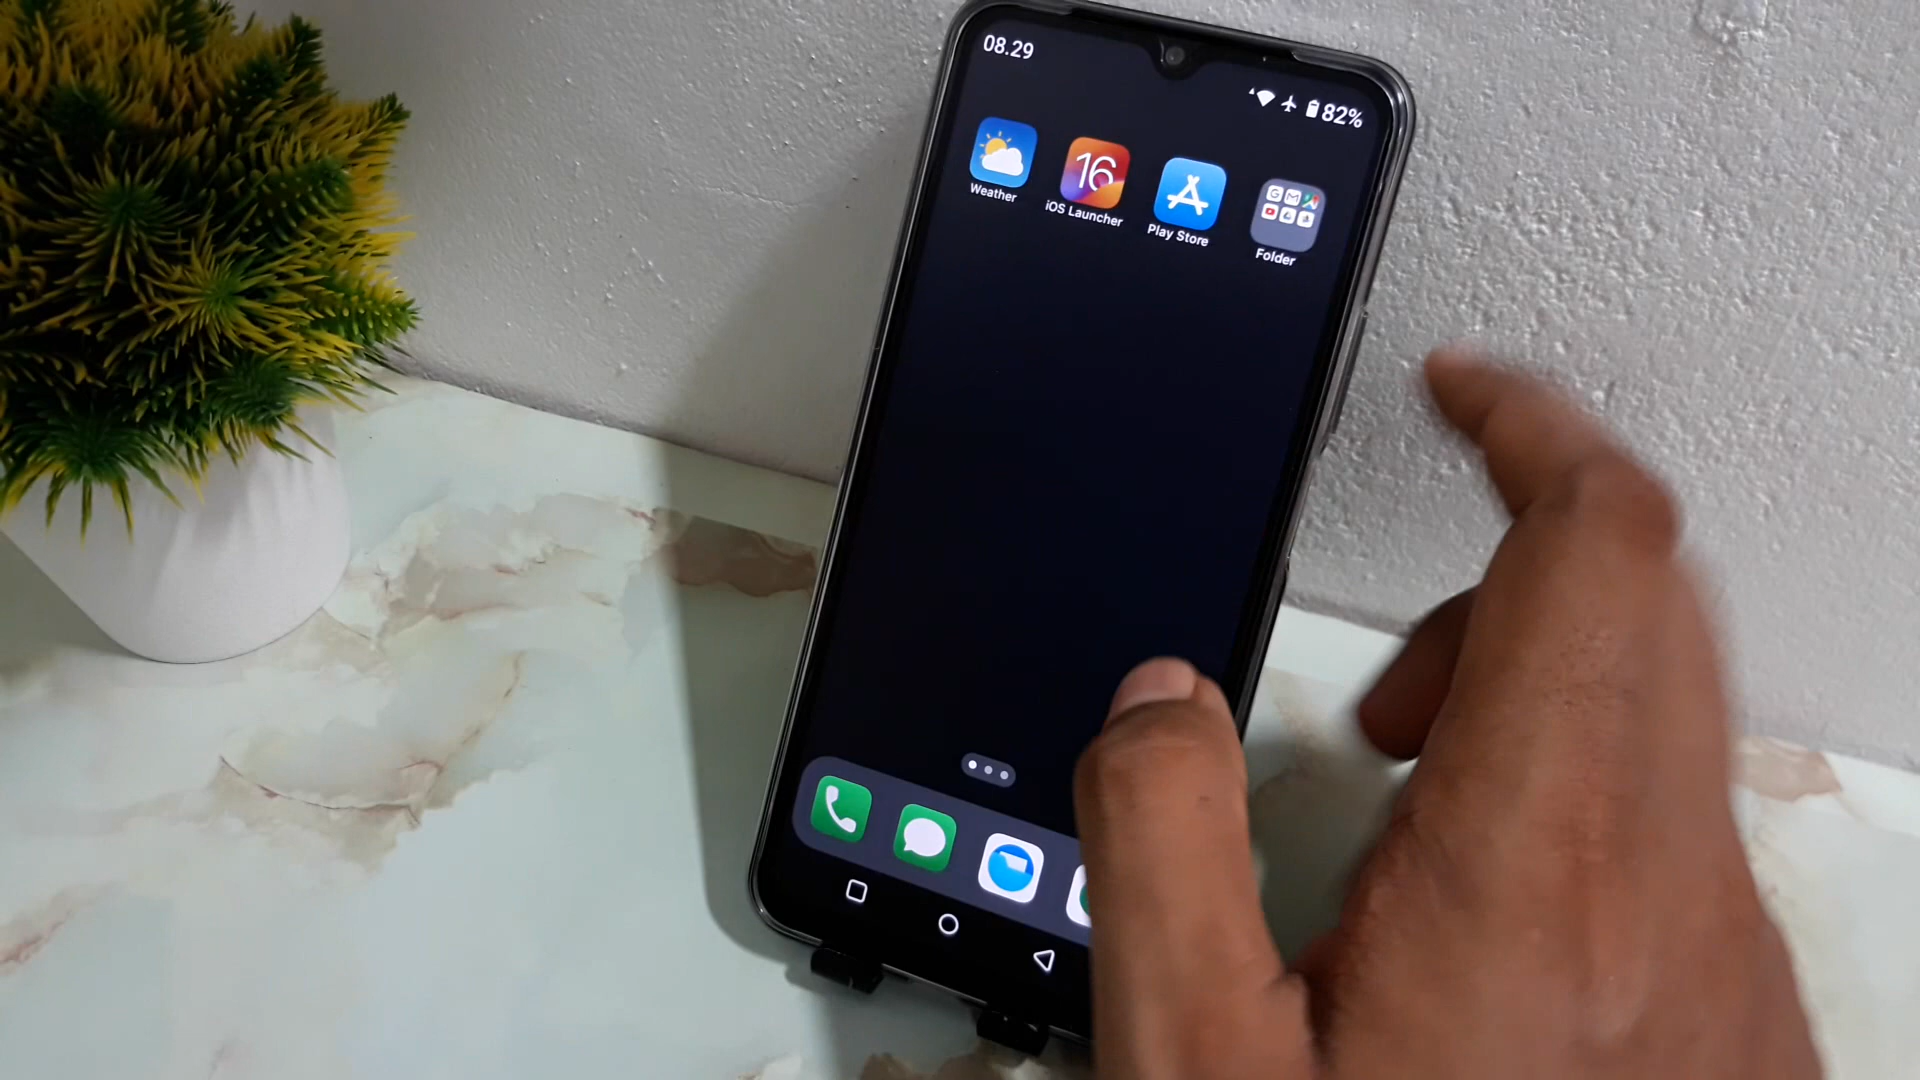 08.29
82%
16
Weather
iOS Launcher
Play Store
Folder